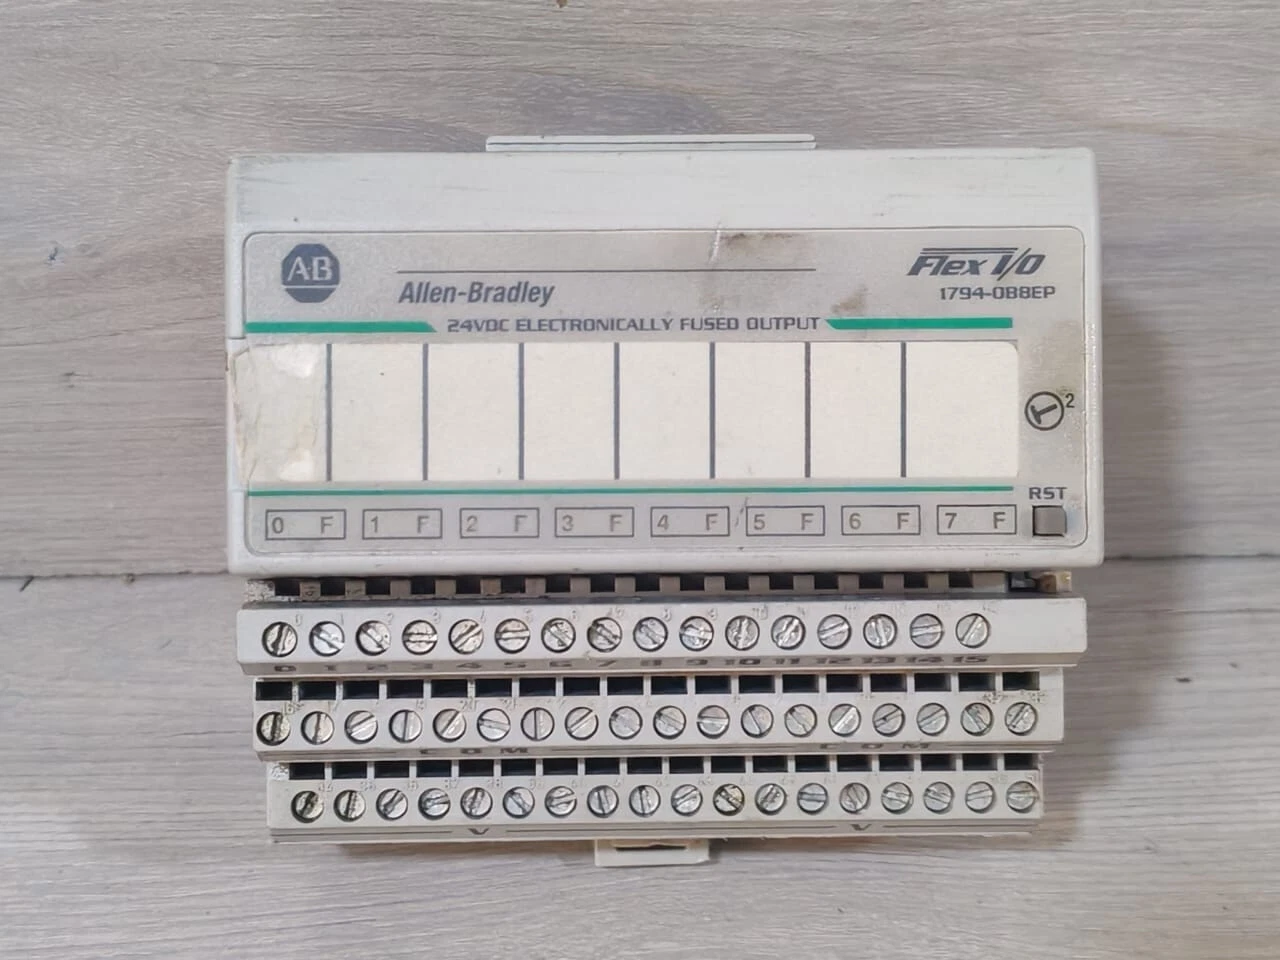 AB
Allen-Bradley
Flex I/O
1794-OB8EP
24VDC ELECTRONICALLY FUSED OUTPUT
2
RST
0 F 1 F 2 F 3 F 4 F 5 F 6 F 7 F
0 1 2 3 4 5 6 7 8 9 10 11 12 13 14 15
COM COM
V V